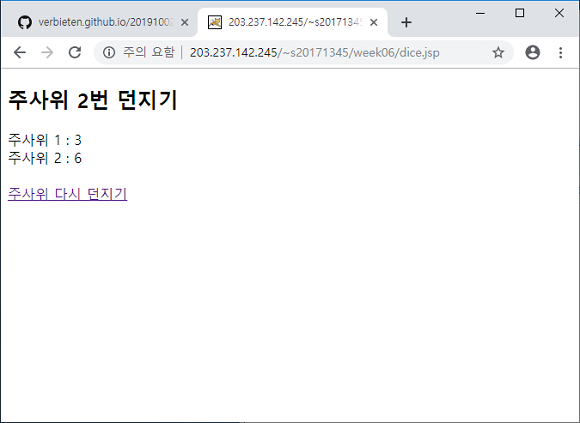 verbieten.github.io/20191002
203.237.142.245/~s20171345
주의 요함 | 203.237.142.245/~s20171345/week06/dice.jsp
주사위 2번 던지기
주사위 1 : 3
주사위 2 : 6
주사위 다시 던지기